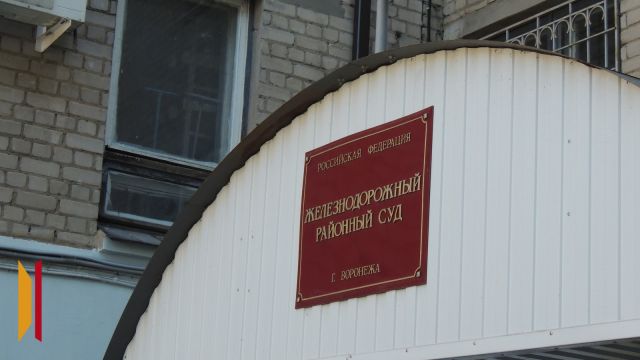 РОССИЙСКАЯ ФЕДЕРАЦИЯ
ЖЕЛЕЗНОДОРОЖНЫЙ
РАЙОННЫЙ СУД
Г. ВОРОНЕЖА